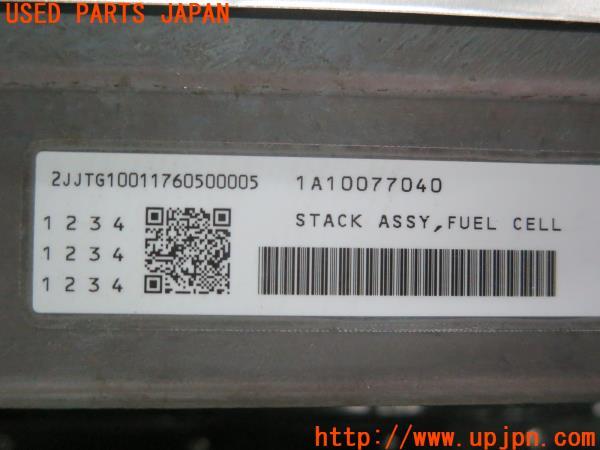 USED PARTS JAPAN
2JJTG10011760500005 1A10077040
1 2 3 4 STACK ASSY,FUEL CELL
1 2 3 4
1 2 3 4
UPJ http://www.upjpn.com